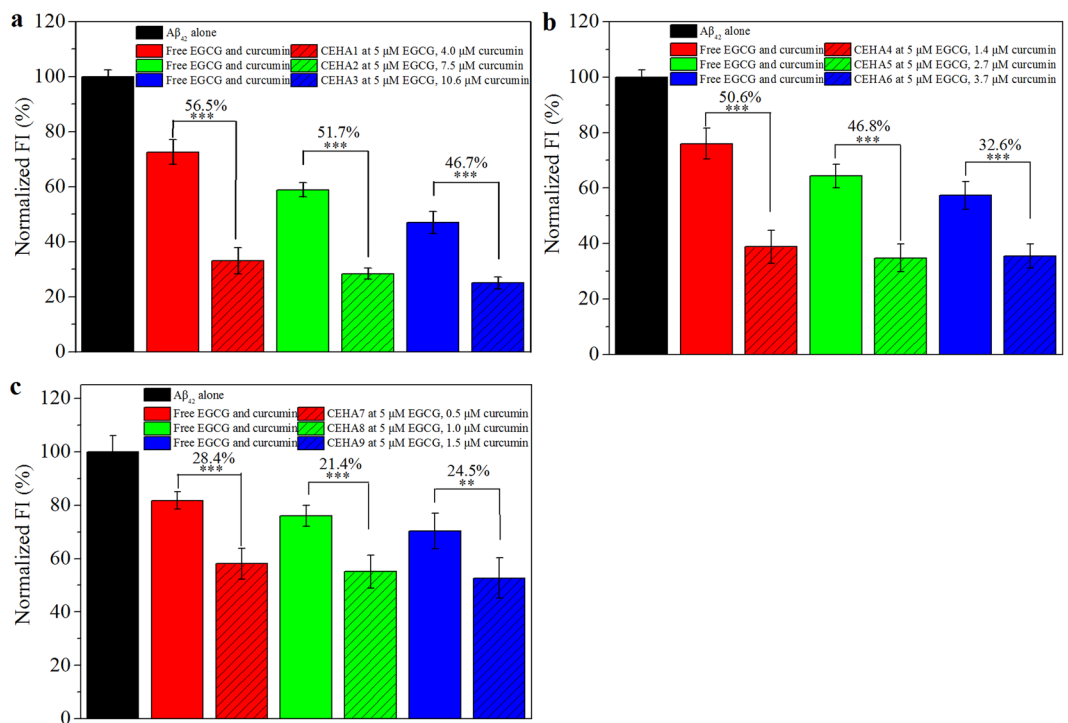 a
120
100
80
60
40
20
0
Normalized FI (%)
Aβ42 alone
Free EGCG and curcumin CEHA1 at 5 μM EGCG, 4.0 μM curcumin
Free EGCG and curcumin CEHA2 at 5 μM EGCG, 7.5 μM curcumin
Free EGCG and curcumin CEHA3 at 5 μM EGCG, 10.6 μM curcumin
56.5%
***
51.7%
***
46.7%
***
b
120
100
80
60
40
20
0
Normalized FI (%)
Aβ42 alone
Free EGCG and curcumin CEHA4 at 5 μM EGCG, 1.4 μM curcumin
Free EGCG and curcumin CEHA5 at 5 μM EGCG, 2.7 μM curcumin
Free EGCG and curcumin CEHA6 at 5 μM EGCG, 3.7 μM curcumin
50.6%
***
46.8%
***
32.6%
***
c
120
100
80
60
40
20
0
Normalized FI (%)
Aβ42 alone
Free EGCG and curcumin CEHA7 at 5 μM EGCG, 0.5 μM curcumin
Free EGCG and curcumin CEHA8 at 5 μM EGCG, 1.0 μM curcumin
Free EGCG and curcumin CEHA9 at 5 μM EGCG, 1.5 μM curcumin
28.4%
***
21.4%
***
24.5%
**